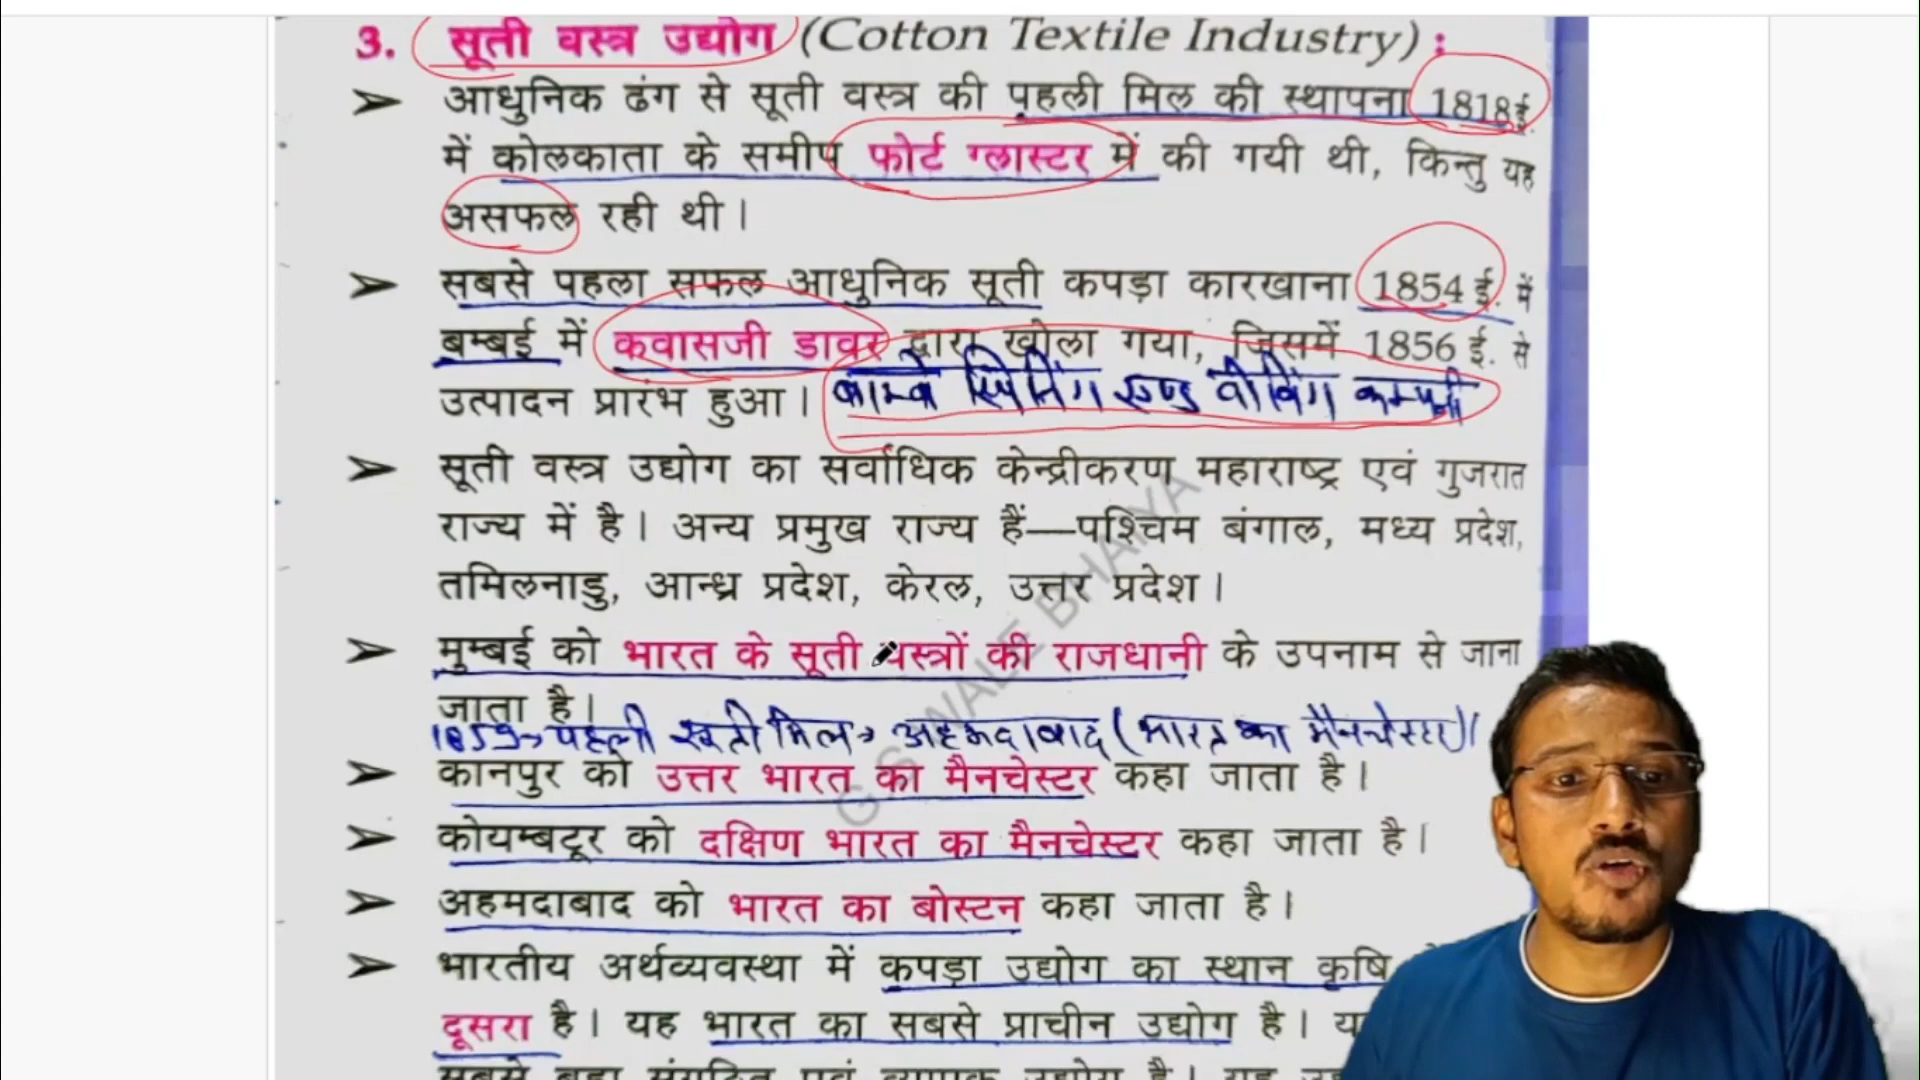 3. सूती वस्त्र उद्योग (Cotton Textile Industry) :
➤ आधुनिक ढंग से सूती वस्त्र की पहली मिल की स्थापना 1818 ई.
में कोलकाता के समीप फोर्ट ग्लास्टर में की गयी थी, किन्तु यह
असफल रही थी।
➤ सबसे पहला सफल आधुनिक सूती कपड़ा कारखाना 1854 ई. में
बम्बई में कवासजी डावर द्वारा खोला गया, जिसमें 1856 ई. से
उत्पादन प्रारंभ हुआ। काम्बे स्पिनिंग एण्ड वीविंग कम्पनी
➤ सूती वस्त्र उद्योग का सर्वाधिक केन्द्रीकरण महाराष्ट्र एवं गुजरात
राज्य में है। अन्य प्रमुख राज्य हैं—पश्चिम बंगाल, मध्य प्रदेश,
तमिलनाडु, आन्ध्र प्रदेश, केरल, उत्तर प्रदेश।
➤ मुम्बई को भारत के सूती वस्त्रों की राजधानी के उपनाम से जाना
जाता है।
1859→ पहली सूती मिल→ अहमदाबाद (भारत का मैनचेस्टर)
➤ कानपुर को उत्तर भारत का मैनचेस्टर कहा जाता है।
➤ कोयम्बटूर को दक्षिण भारत का मैनचेस्टर कहा जाता है।
➤ अहमदाबाद को भारत का बोस्टन कहा जाता है।
➤ भारतीय अर्थव्यवस्था में कपड़ा उद्योग का स्थान कृषि
दूसरा है। यह भारत का सबसे प्राचीन उद्योग है।
G.S WALE BHAIYA